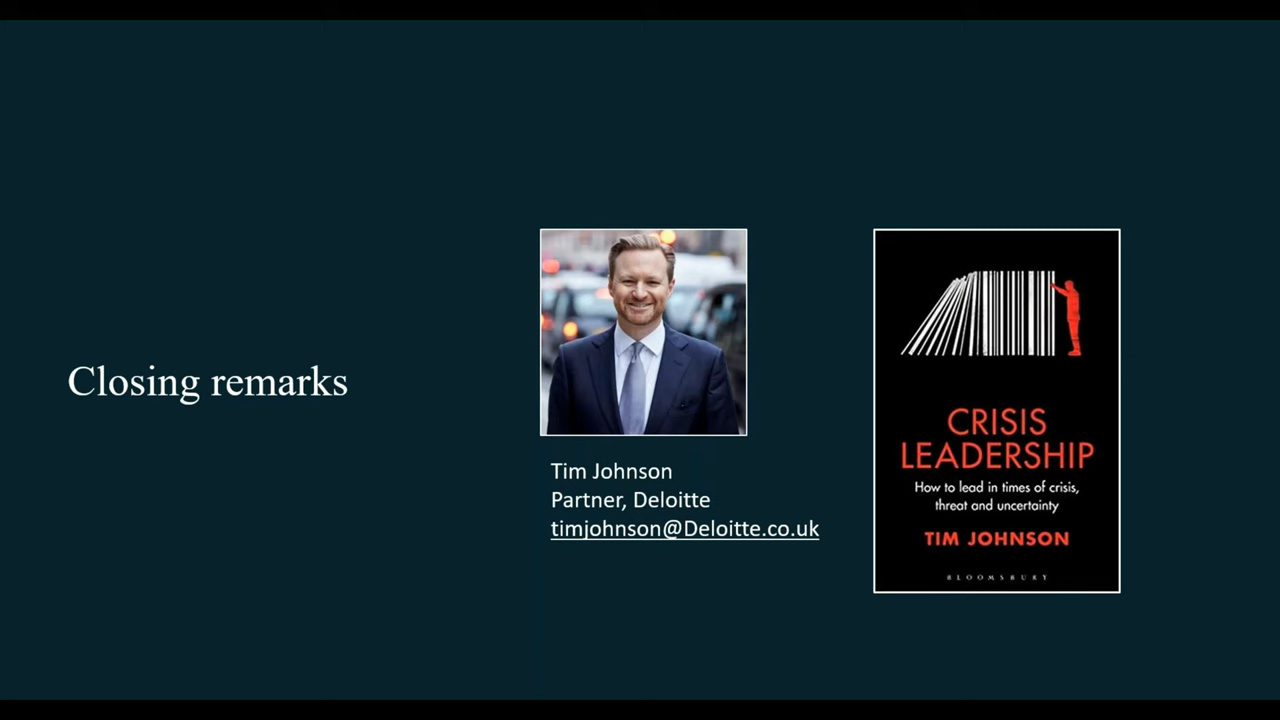 Closing remarks
Tim Johnson
Partner, Deloitte
timjohnson@Deloitte.co.uk
CRISIS
LEADERSHIP
How to lead in times of crisis,
threat and uncertainty
TIM JOHNSON
BLOOMSBURY